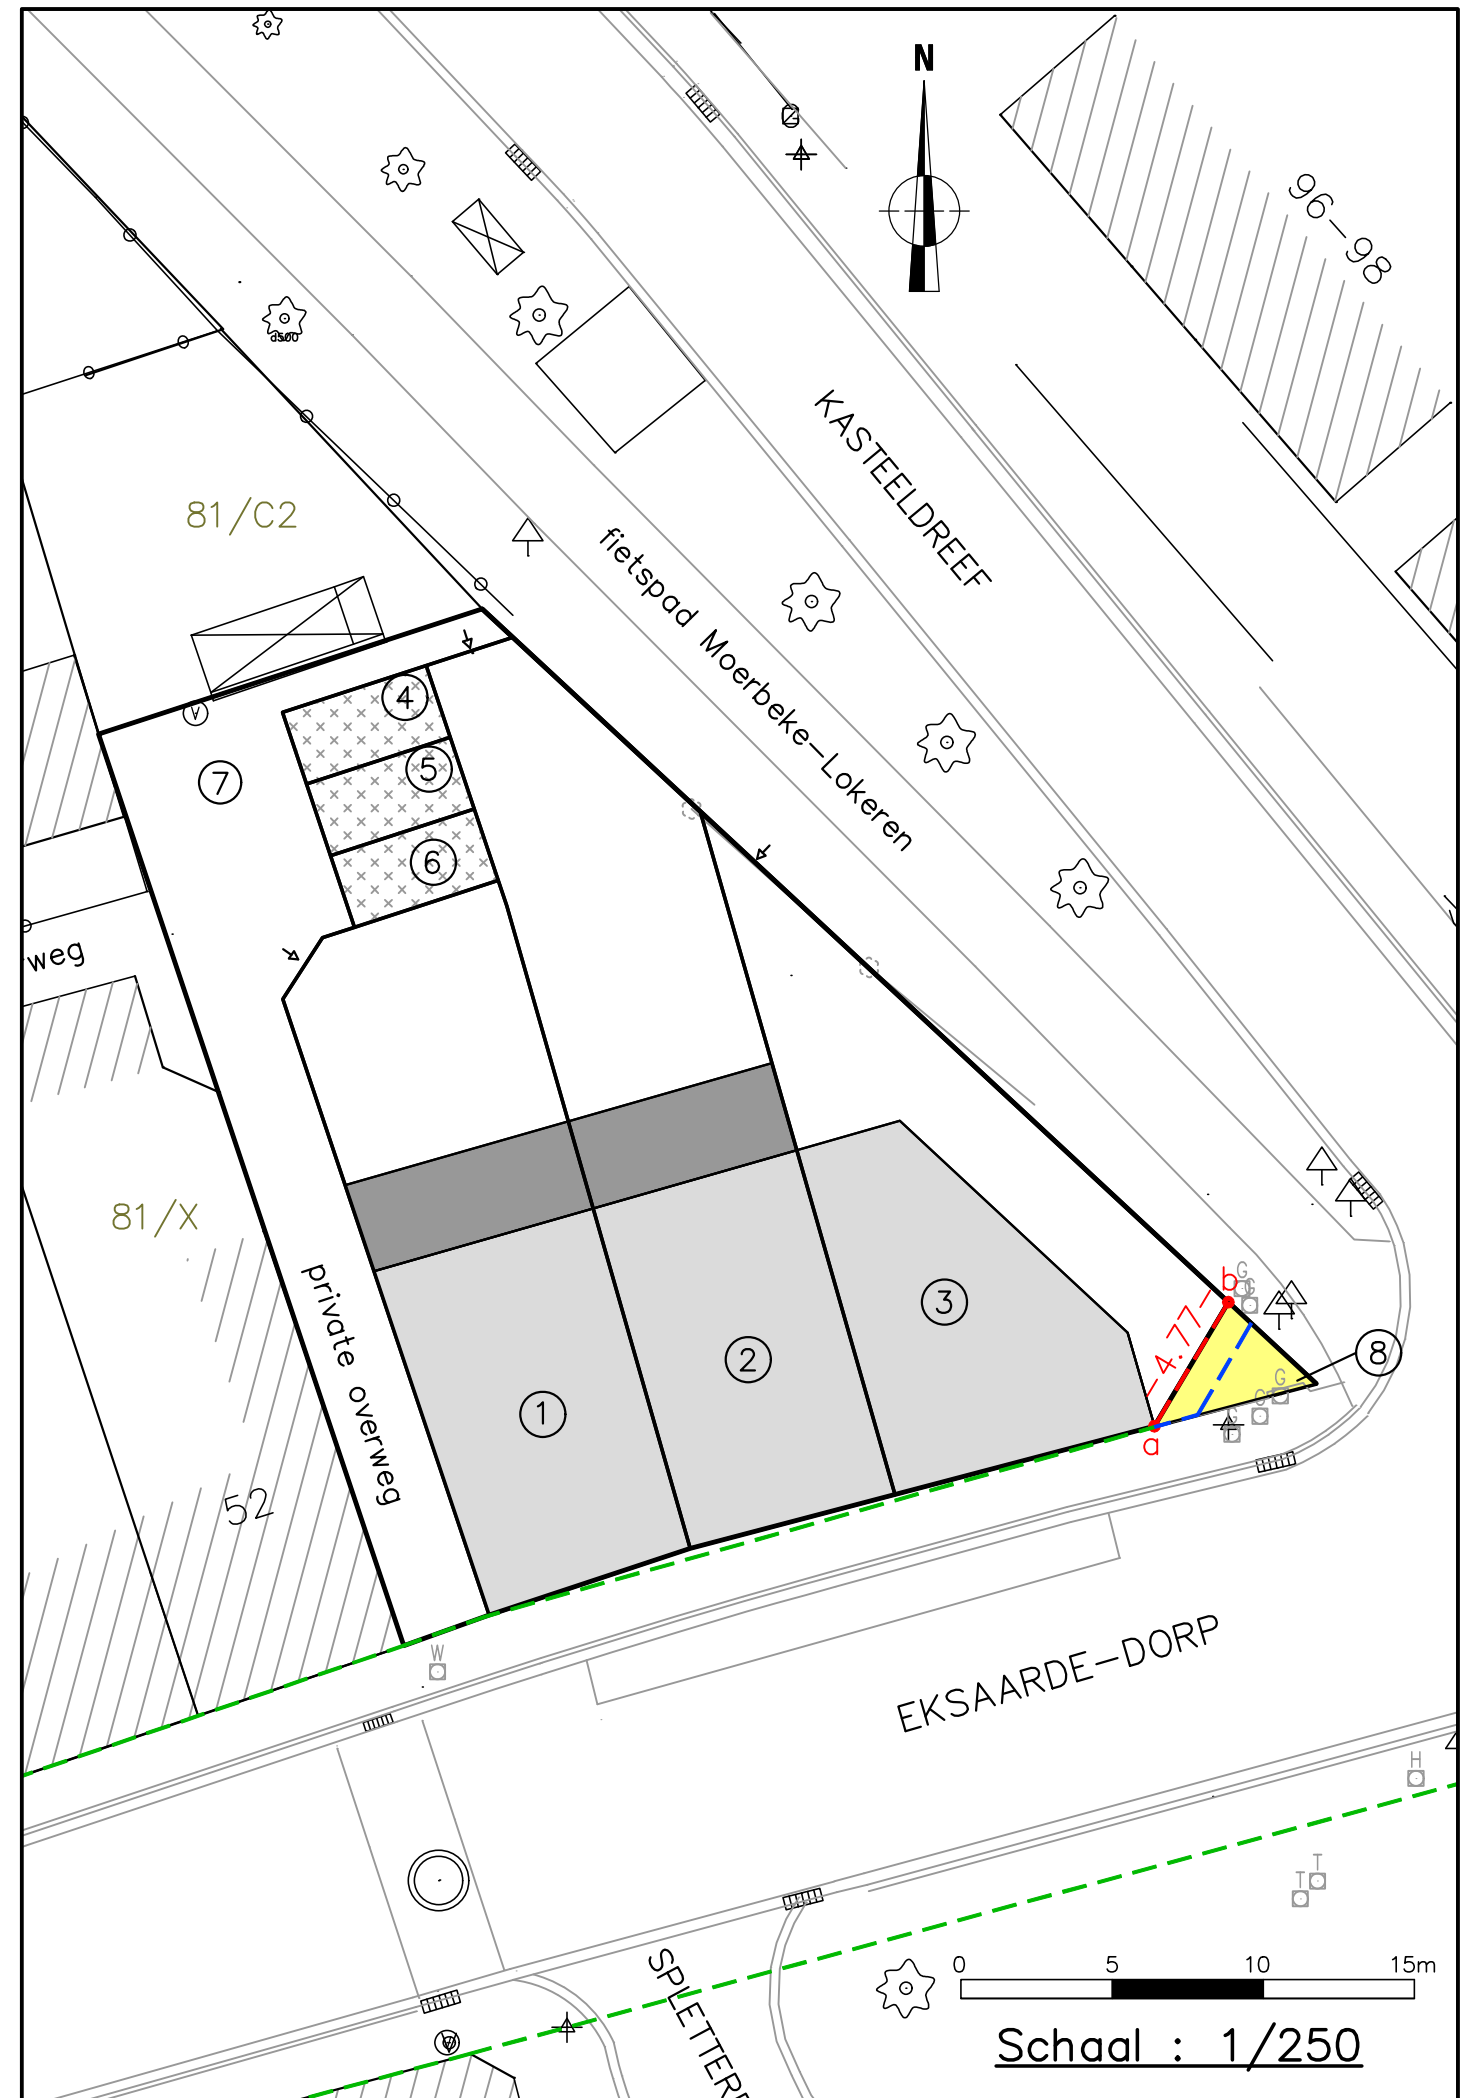 N
96-98
d500
KASTEELDREEF
81/C2
fietspad Moerbeke-Lokeren
4
5
7
A
6
weg
81/X
private overweg
3
b
G
G
-4.77-
8
2
1
G
G
G
a
52
W
EKSAARDE-DORP
H
T
T
SPLETTER
0 5 10 15m
Schaal : 1/250